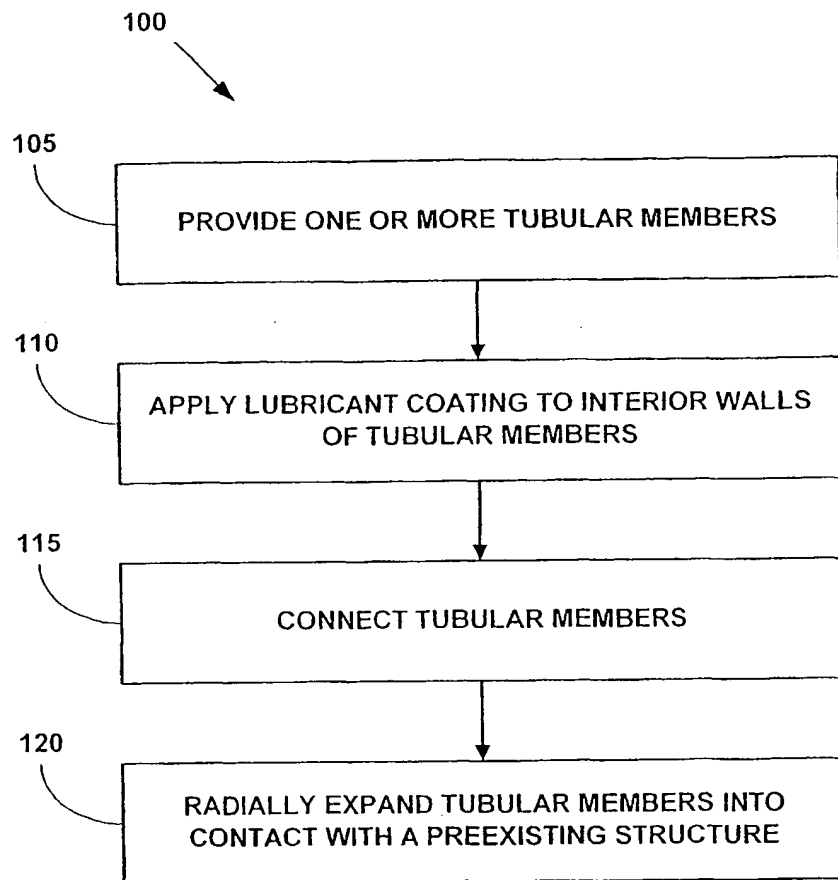 100
105
PROVIDE ONE OR MORE TUBULAR MEMBERS
110
APPLY LUBRICANT COATING TO INTERIOR WALLS
OF TUBULAR MEMBERS
115
CONNECT TUBULAR MEMBERS
120
RADIALLY EXPAND TUBULAR MEMBERS INTO
CONTACT WITH A PREEXISTING STRUCTURE